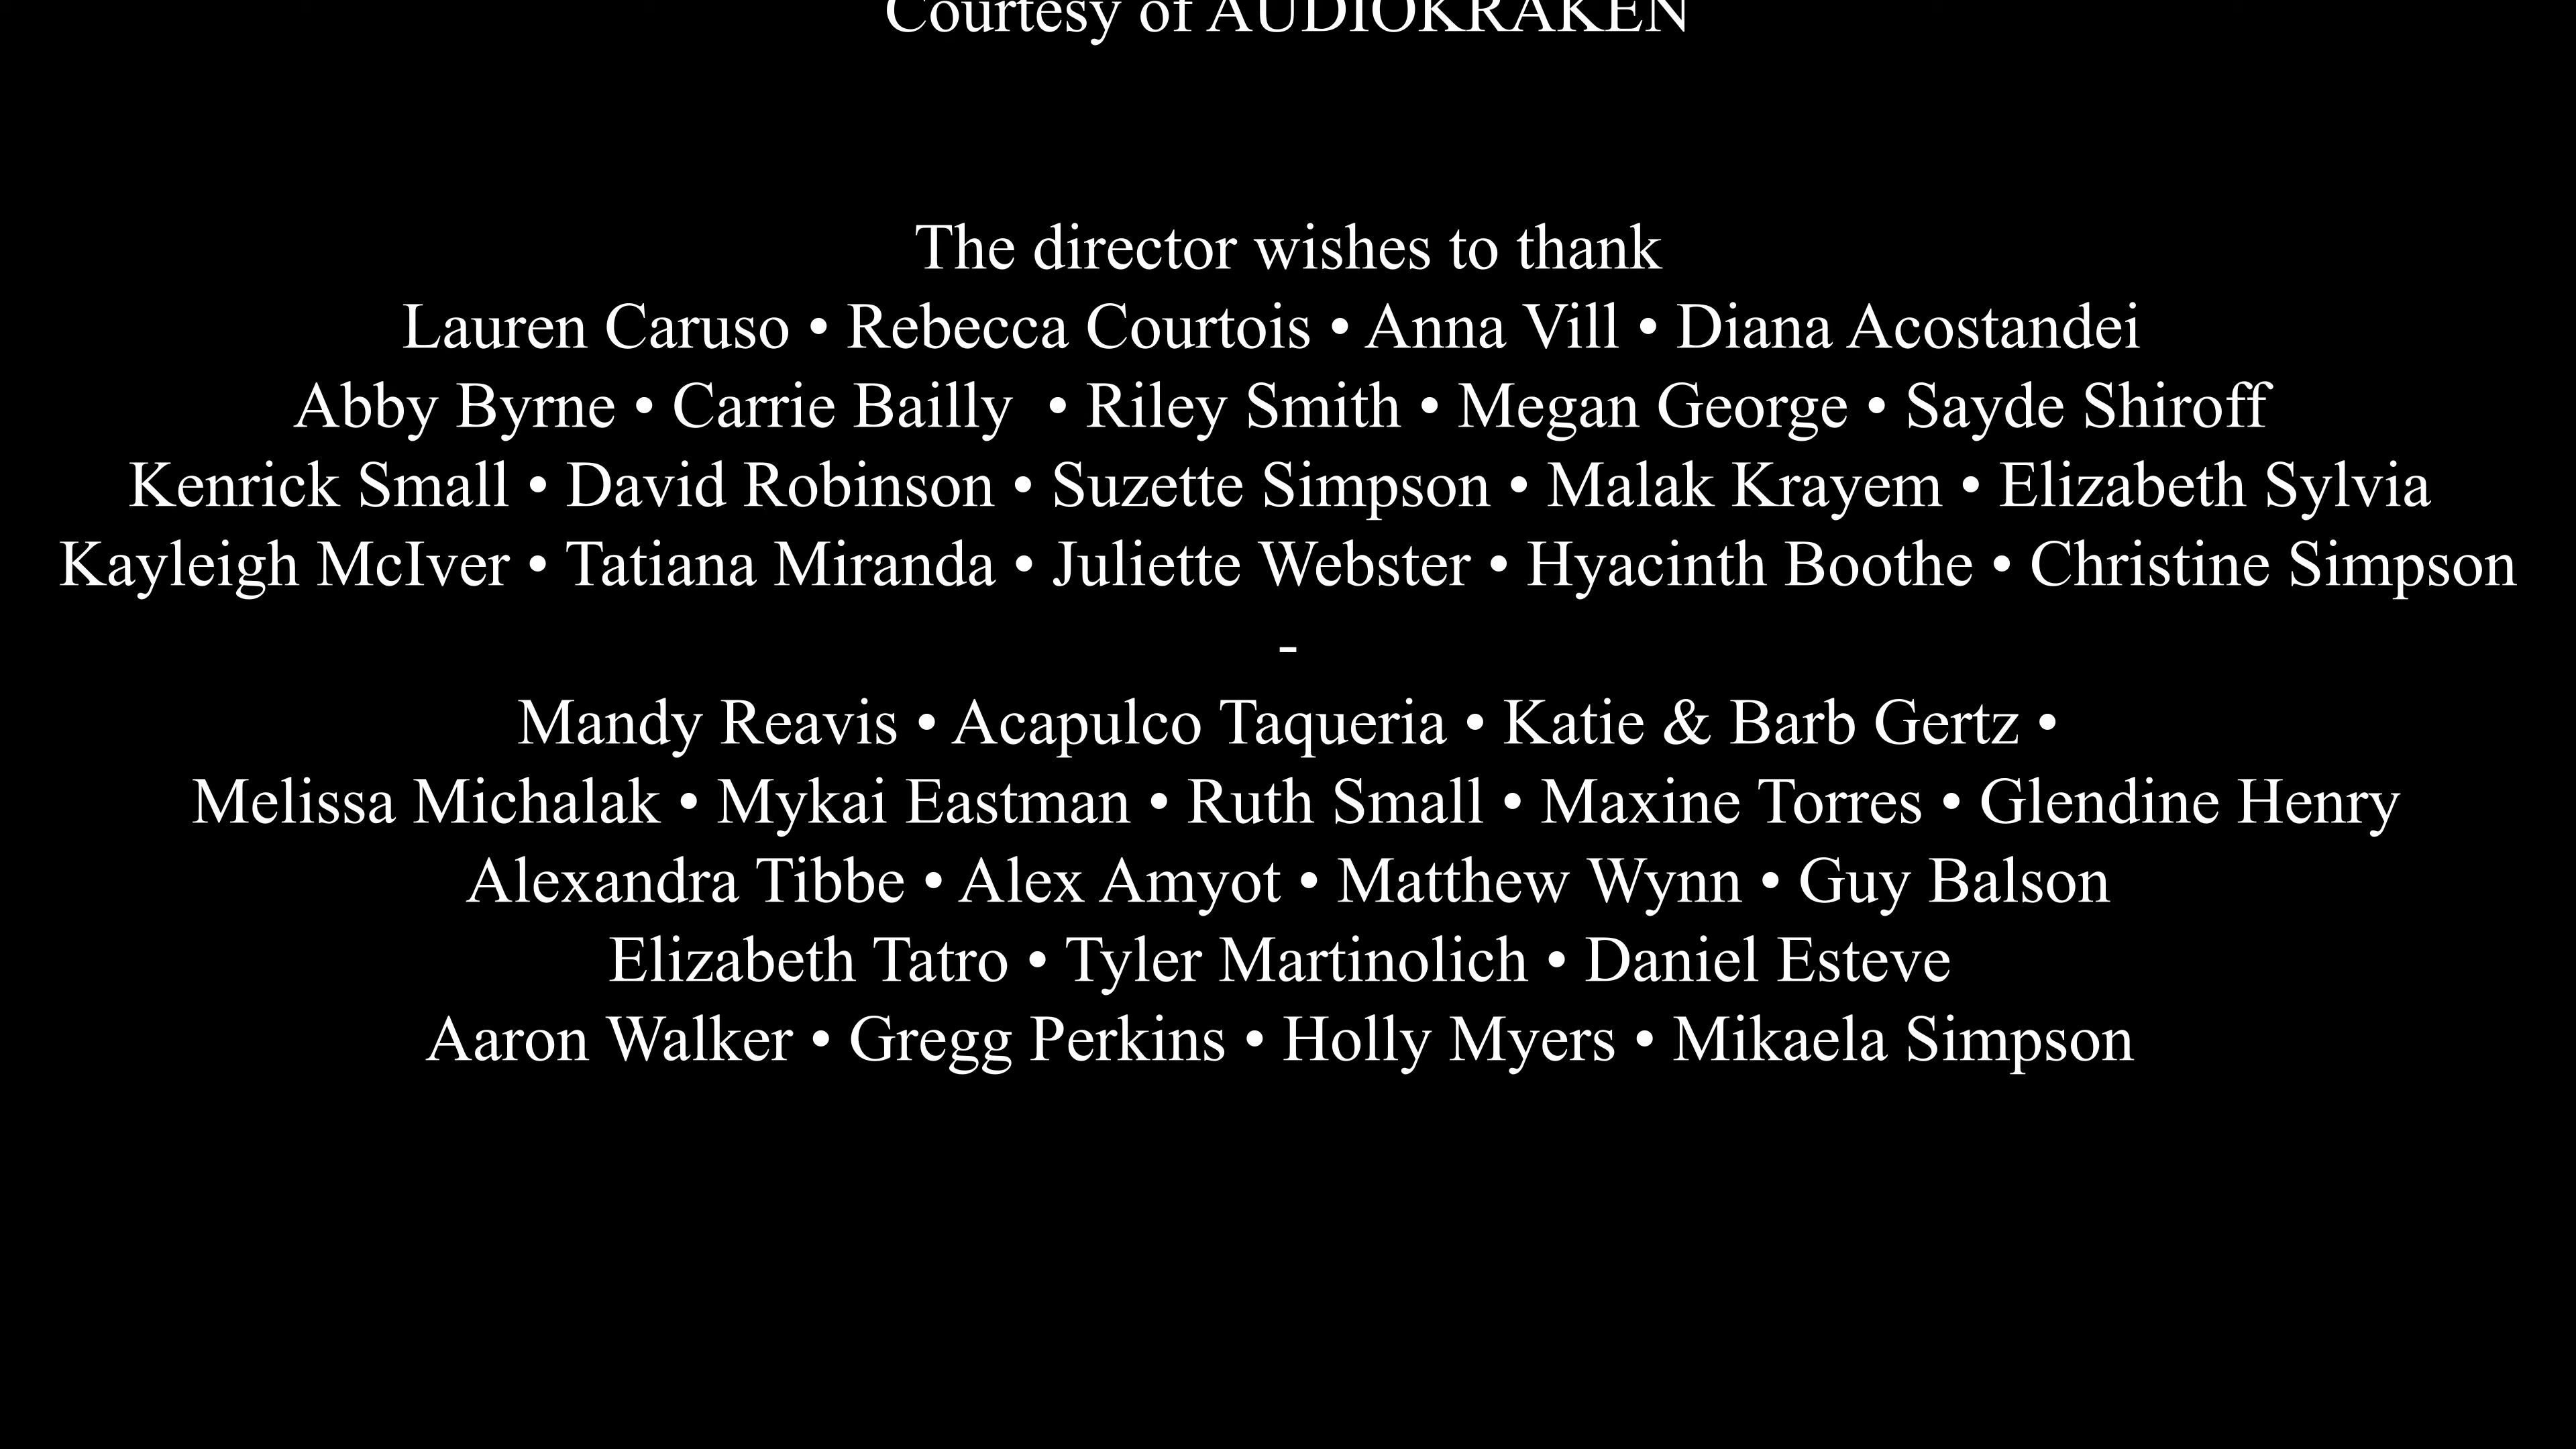 Courtesy of AUDIOKRAKEN
The director wishes to thank
Lauren Caruso • Rebecca Courtois • Anna Vill • Diana Acostandei
Abby Byrne • Carrie Bailly  • Riley Smith • Megan George • Sayde Shiroff
Kenrick Small • David Robinson • Suzette Simpson • Malak Krayem • Elizabeth Sylvia
Kayleigh McIver • Tatiana Miranda • Juliette Webster • Hyacinth Boothe • Christine Simpson
-
Mandy Reavis • Acapulco Taqueria • Katie & Barb Gertz •
Melissa Michalak • Mykai Eastman • Ruth Small • Maxine Torres • Glendine Henry
Alexandra Tibbe • Alex Amyot • Matthew Wynn • Guy Balson
Elizabeth Tatro • Tyler Martinolich • Daniel Esteve
Aaron Walker • Gregg Perkins • Holly Myers • Mikaela Simpson